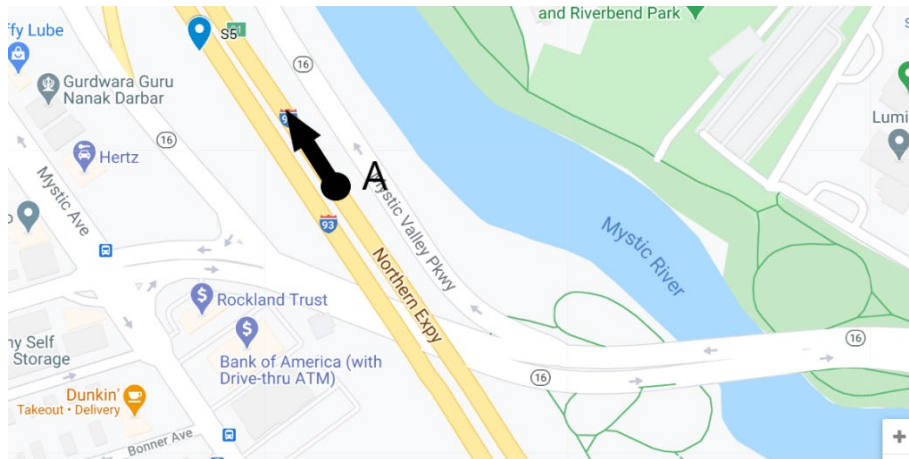 and Riverbend Park
ffy Lube
S5
16
Gurdwara Guru
Nanak Darbar
Lumi
93
16
Hertz
A
Mystic Ave
Mystic Valley Pkwy
93
Mystic River
Northern Expy
Rockland Trust
Bank of America (with
Drive-thru ATM)
ny Self
Storage
16
16
Dunkin'
Takeout • Delivery
Bonner Ave
+